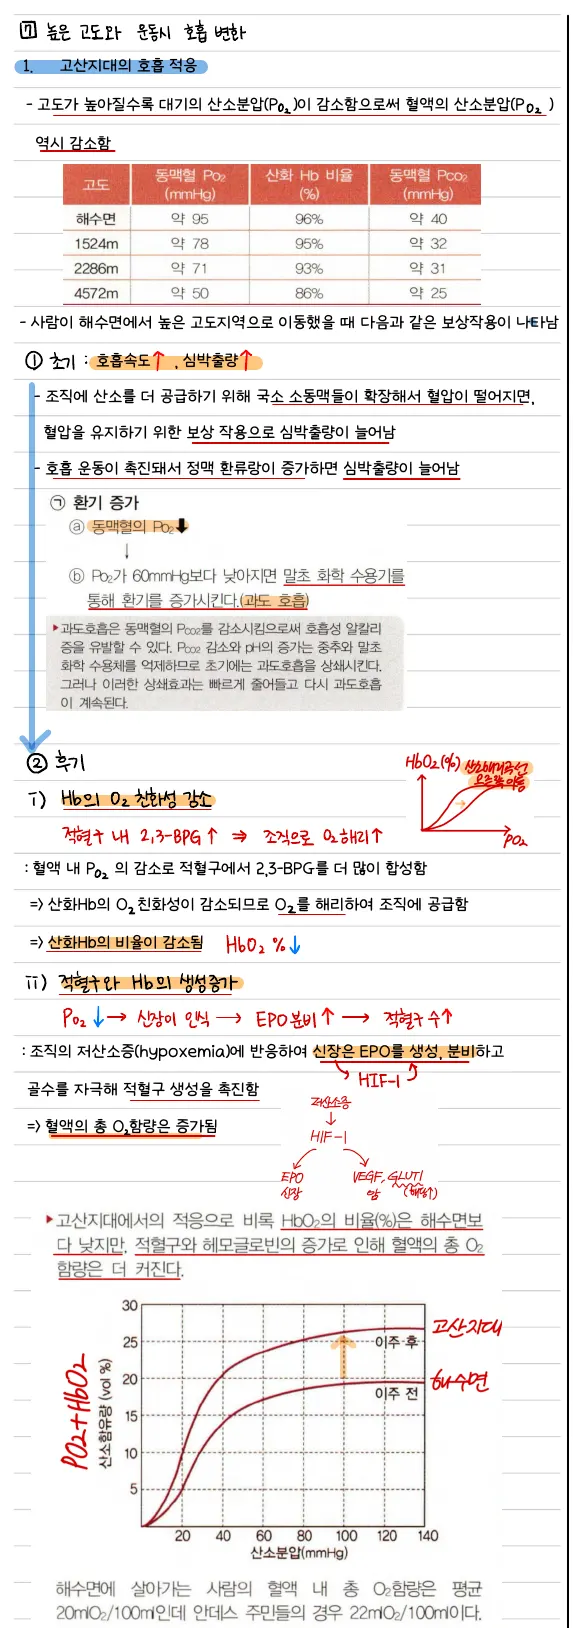 7 높은 고도와 운동시 호흡 변화
1. 고산지대의 호흡 적응
- 고도가 높아질수록 대기의 산소분압(Po2)이 감소함으로써 혈액의 산소분압(Po2)
역시 감소함
고도 동맥혈 Po2 (mmHg) 산화 Hb 비율 (%) 동맥혈 Pco2 (mmHg)
해수면 약 95 96% 약 40
1524m 약 78 95% 약 32
2286m 약 71 93% 약 31
4572m 약 50 86% 약 25
- 사람이 해수면에서 높은 고도지역으로 이동했을 때 다음과 같은 보상작용이 나타남
① 초기 : 호흡속도↑, 심박출량↑
- 조직에 산소를 더 공급하기 위해 국소 소동맥들이 확장해서 혈압이 떨어지면,
혈압을 유지하기 위한 보상 작용으로 심박출량이 늘어남
- 호흡 운동이 촉진돼서 정맥 환류량이 증가하면 심박출량이 늘어남
㉠ 환기 증가
ⓐ 동맥혈의 Po2⬇
↓
ⓑ Po2가 60mmHg보다 낮아지면 말초 화학 수용기를
통해 환기를 증가시킨다.(과도 호흡)
▶과도호흡은 동맥혈의 Pco2를 감소시킴으로써 호흡성 알칼리
증을 유발할 수 있다. Pco2 감소와 pH의 증가는 중추와 말초
화학 수용체를 억제하므로 초기에는 과도호흡을 상쇄시킨다.
그러나 이러한 상쇄효과는 빠르게 줄어들고 다시 과도호흡
이 계속된다.
② 후기
HbO2(%) 산소해리곡선
오른쪽 이동
PO2
i) Hb의 O2 친화성 감소
적혈구 내 2,3-BPG↑ ⇒ 조직으로 O2해리↑
: 혈액 내 Po2 의 감소로 적혈구에서 2,3-BPG를 더 많이 합성함
=> 산화Hb의 O2친화성이 감소되므로 O2를 해리하여 조직에 공급함
=> 산화Hb의 비율이 감소됨 HbO2 %↓
ii) 적혈구와 Hb의 생성증가
Po2↓→ 신장이 인식 → EPO분비↑ → 적혈구 수↑
: 조직의 저산소증(hypoxemia)에 반응하여 신장은 EPO를 생성, 분비하고
HIF-1
골수를 자극해 적혈구 생성을 촉진함
=> 혈액의 총 O2함량은 증가됨
저산소증
↓
HIF-1
EPO VEGF, GLUT1
신장 암 (해당↑)
▶고산지대에서의 적응으로 비록 HbO2의 비율(%)은 해수면보
다 낮지만, 적혈구와 헤모글로빈의 증가로 인해 혈액의 총 O2
함량은 더 커진다.
PO2+HbO2
산소함유량 (vol %)
30
25
20
15
10
5
이주 후
고산지대
이주 전
해수면
20 40 60 80 100 120 140
산소분압(mmHg)
해수면에 살아가는 사람의 혈액 내 총 O2함량은 평균
20mlO2/100ml인데 안데스 주민들의 경우 22mlO2/100ml이다.